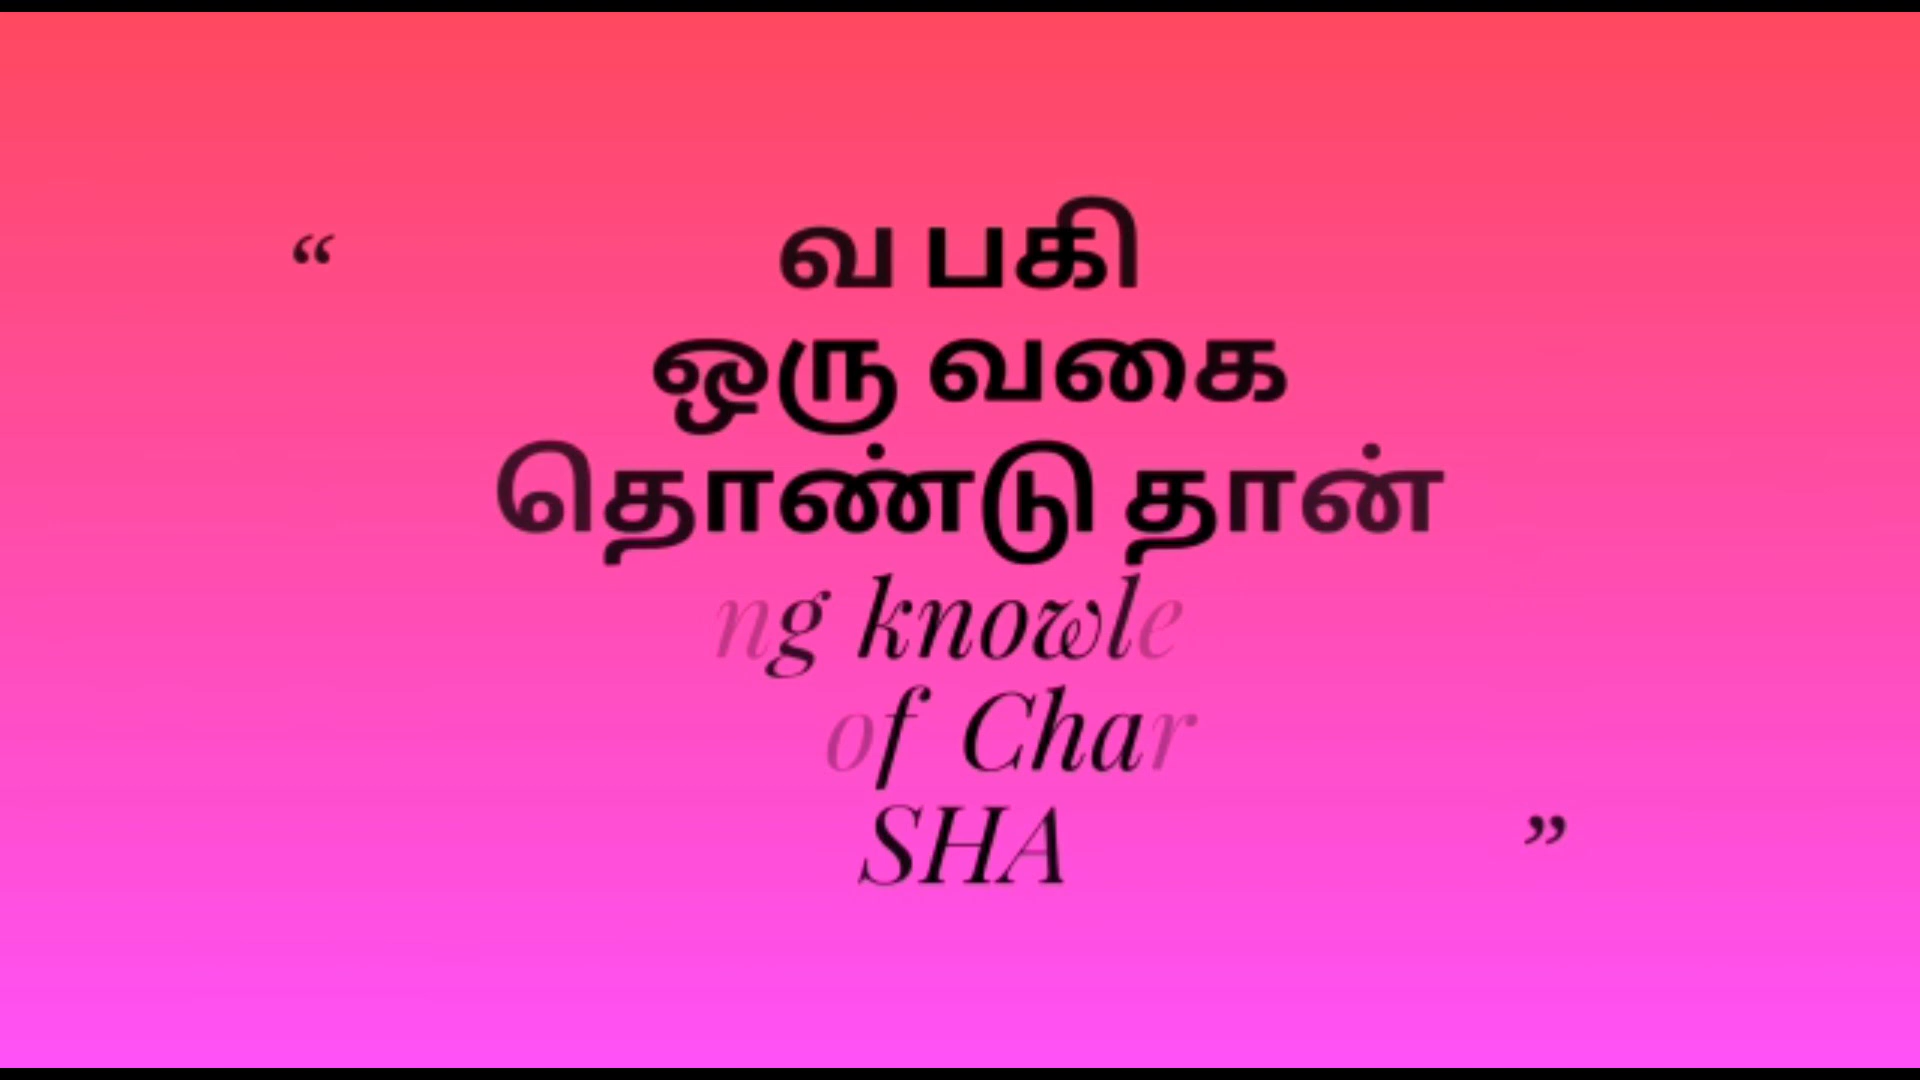 “ வ பகி
ஒரு வகை
தொண்டு தான்
ng knowle
of Char
SHA ”